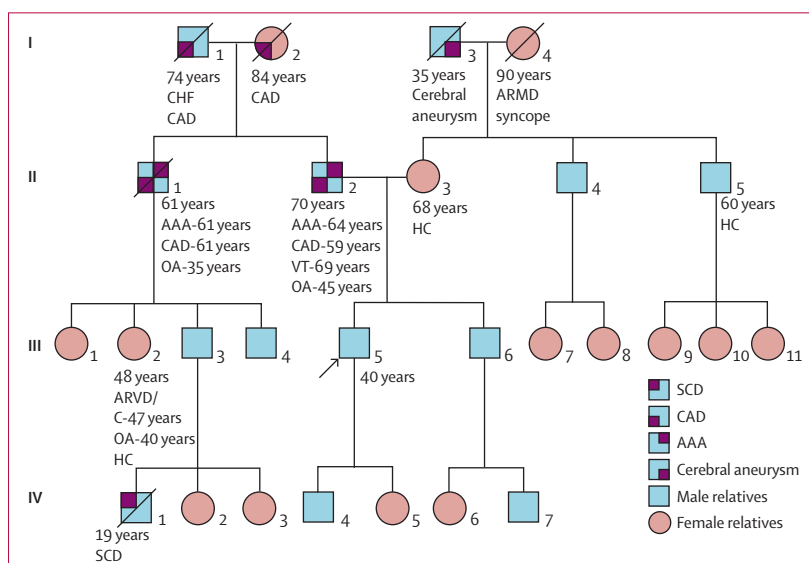 I
1
2
3
4
74 years
CHF
CAD
84 years
CAD
35 years
Cerebral
aneurysm
90 years
ARMD
syncope
II
1
2
3
4
5
61 years
AAA-61 years
CAD-61 years
OA-35 years
70 years
AAA-64 years
CAD-59 years
VT-69 years
OA-45 years
68 years
HC
60 years
HC
III
1
2
3
4
5
6
7
8
9
10
11
48 years
ARVD/
C-47 years
OA-40 years
HC
40 years
SCD
CAD
AAA
Cerebral aneurysm
Male relatives
Female relatives
IV
1
2
3
4
5
6
7
19 years
SCD